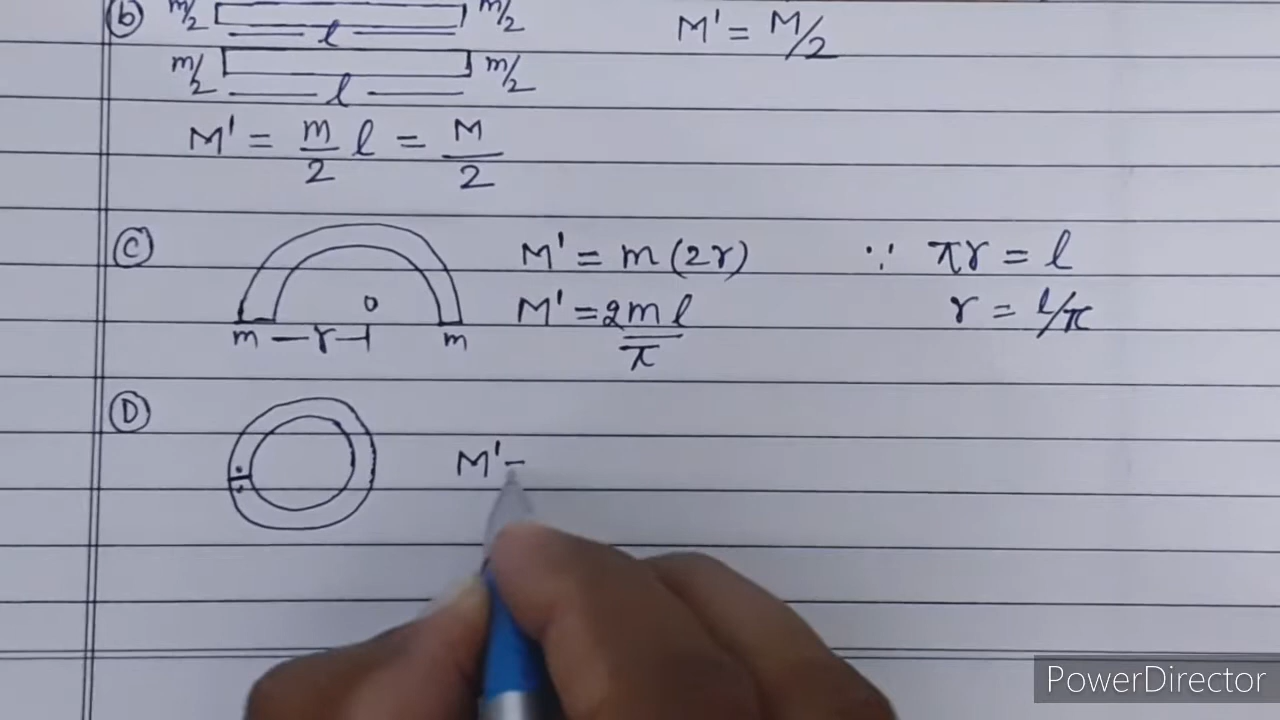 (b) m/2 m/2 M' = M/2
l
m/2 m/2
l
M' = m/2 l = M/2
(C) M' = m(2r) ∵ πr = l
o M' = 2ml/π r = l/π
m r m
(D) M' -
PowerDirector